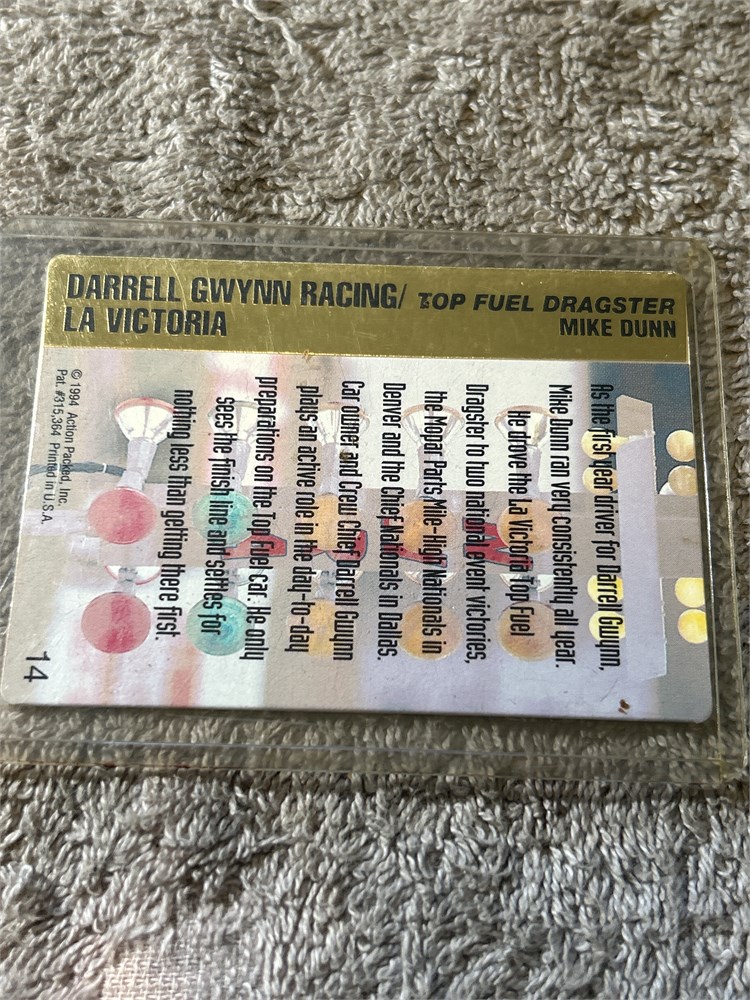 DARRELL GWYNN RACING/
LA VICTORIA
TOP FUEL DRAGSTER
MIKE DUNN
As the first year driver for Darrell Gwynn,
Mike Dunn ran very consistently all year.
He drove the La Victoria Top Fuel
Dragster to two national event victories,
the Mopar Parts Mile-High Nationals in
Denver and the Chief Nationals in Dallas.
Car owner and Crew Chief Darrell Gwynn
plays an active role in the day-to-day
preparations on the Top Fuel car. He only
sees the finish line and settles for
nothing less than getting there first.
© 1994 Action Packed, Inc.
Pat. #315,364 Printed in U.S.A.
14